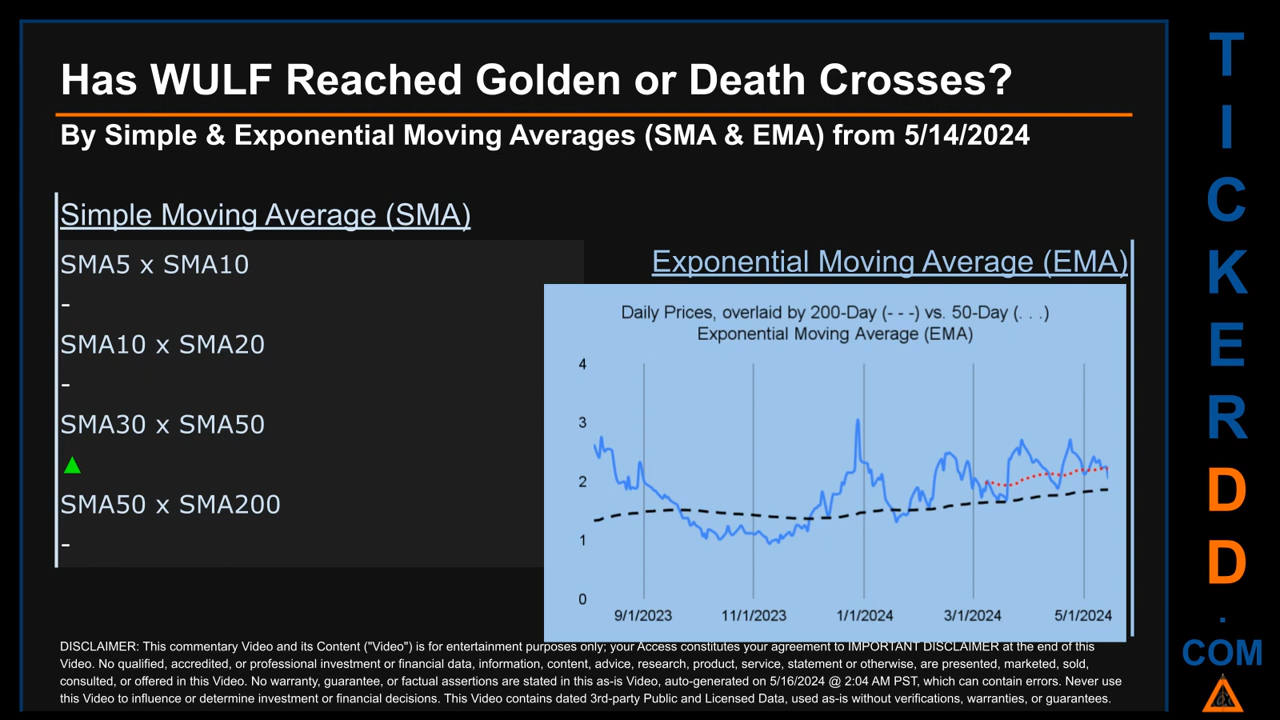 Has WULF Reached Golden or Death Crosses?
By Simple & Exponential Moving Averages (SMA & EMA) from 5/14/2024
Simple Moving Average (SMA)
SMA5 x SMA10
-
SMA10 x SMA20
-
SMA30 x SMA50
▲
SMA50 x SMA200
-
Exponential Moving Average (EMA)
Daily Prices, overlaid by 200-Day (- - -) vs. 50-Day (. . .)
Exponential Moving Average (EMA)
4
3
2
1
0
9/1/2023 11/1/2023 1/1/2024 3/1/2024 5/1/2024
DISCLAIMER: This commentary Video and its Content ("Video") is for entertainment purposes only; your Access constitutes your agreement to IMPORTANT DISCLAIMER at the end of this
Video. No qualified, accredited, or professional investment or financial data, information, content, advice, research, product, service, statement or otherwise, are presented, marketed, sold,
consulted, or offered in this Video. No warranty, guarantee, or factual assertions are stated in this as-is Video, auto-generated on 5/16/2024 @ 2:04 AM PST, which can contain errors. Never use
this Video to influence or determine investment or financial decisions. This Video contains dated 3rd-party Public and Licensed Data, used as-is without verifications, warranties, or guarantees.
T
I
C
K
E
R
D
D
.
COM